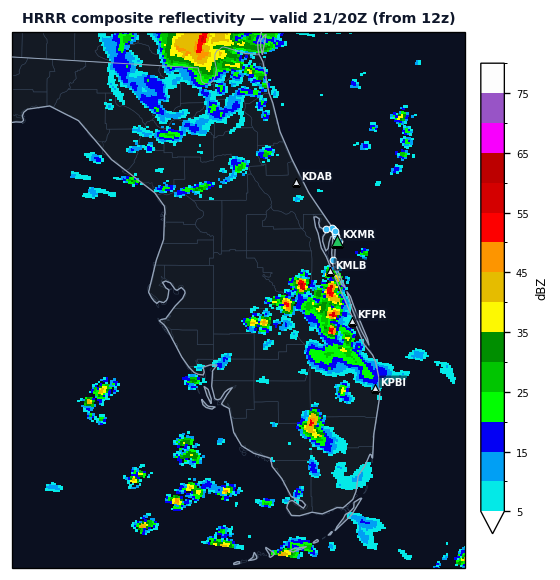 HRRR composite reflectivity — valid 21/20Z (from 12z)
KDAB
KXMR
KMLB
KFPR
KPBI
75
65
55
45
35
25
15
5
dBZ